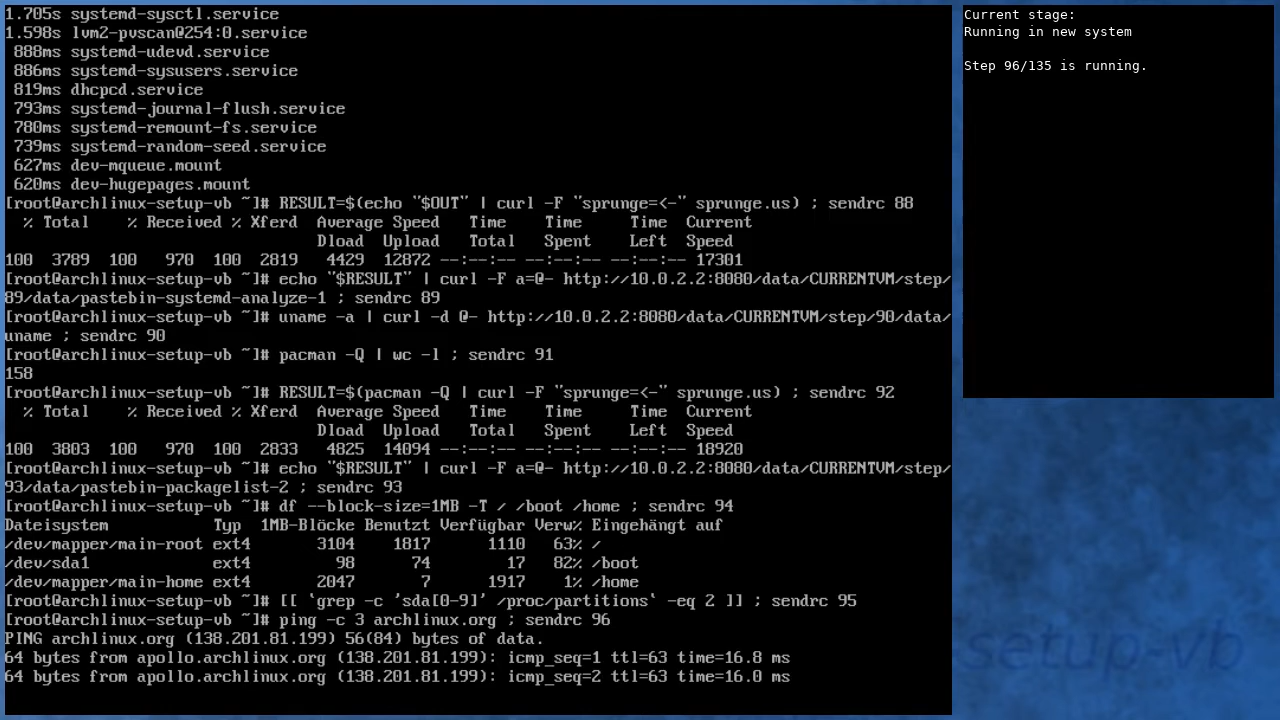 1.705s systemd-sysctl.service
1.598s lvm2-pvscan@254:0.service
888ms systemd-udevd.service
886ms systemd-sysusers.service
819ms dhcpcd.service
793ms systemd-journal-flush.service
780ms systemd-remount-fs.service
739ms systemd-random-seed.service
627ms dev-mqueue.mount
620ms dev-hugepages.mount
[root@archlinux-setup-vb ~]# RESULT=$(echo "$OUT" | curl -F "sprunge=<-" sprunge.us) ; sendrc 88
% Total    % Received % Xferd  Average Speed   Time    Time     Time  Current
Dload  Upload   Total   Spent    Left  Speed
100  3789  100   970  100  2819   4429  12872 --:--:-- --:--:-- --:--:-- 17301
[root@archlinux-setup-vb ~]# echo "$RESULT" | curl -F a=@- http://10.0.2.2:8080/data/CURRENTVM/step/
89/data/pastebin-systemd-analyze-1 ; sendrc 89
[root@archlinux-setup-vb ~]# uname -a | curl -d @- http://10.0.2.2:8080/data/CURRENTVM/step/90/data/
uname ; sendrc 90
[root@archlinux-setup-vb ~]# pacman -Q | wc -l ; sendrc 91
158
[root@archlinux-setup-vb ~]# RESULT=$(pacman -Q | curl -F "sprunge=<-" sprunge.us) ; sendrc 92
% Total    % Received % Xferd  Average Speed   Time    Time     Time  Current
Dload  Upload   Total   Spent    Left  Speed
100  3803  100   970  100  2833   4825  14094 --:--:-- --:--:-- --:--:-- 18920
[root@archlinux-setup-vb ~]# echo "$RESULT" | curl -F a=@- http://10.0.2.2:8080/data/CURRENTVM/step/
93/data/pastebin-packagelist-2 ; sendrc 93
[root@archlinux-setup-vb ~]# df --block-size=1MB -T / /boot /home ; sendrc 94
Dateisystem           Typ  1MB-Blöcke Benutzt Verfügbar Verw% Eingehängt auf
/dev/mapper/main-root ext4       3104    1817      1110   63% /
/dev/sda1             ext4         98      74        17   82% /boot
/dev/mapper/main-home ext4       2047       7      1917    1% /home
[root@archlinux-setup-vb ~]# [[ `grep -c 'sda[0-9]' /proc/partitions` -eq 2 ]] ; sendrc 95
[root@archlinux-setup-vb ~]# ping -c 3 archlinux.org ; sendrc 96
PING archlinux.org (138.201.81.199) 56(84) bytes of data.
64 bytes from apollo.archlinux.org (138.201.81.199): icmp_seq=1 ttl=63 time=16.8 ms
64 bytes from apollo.archlinux.org (138.201.81.199): icmp_seq=2 ttl=63 time=16.0 ms
Current stage:
Running in new system
Step 96/135 is running.
setup-vb